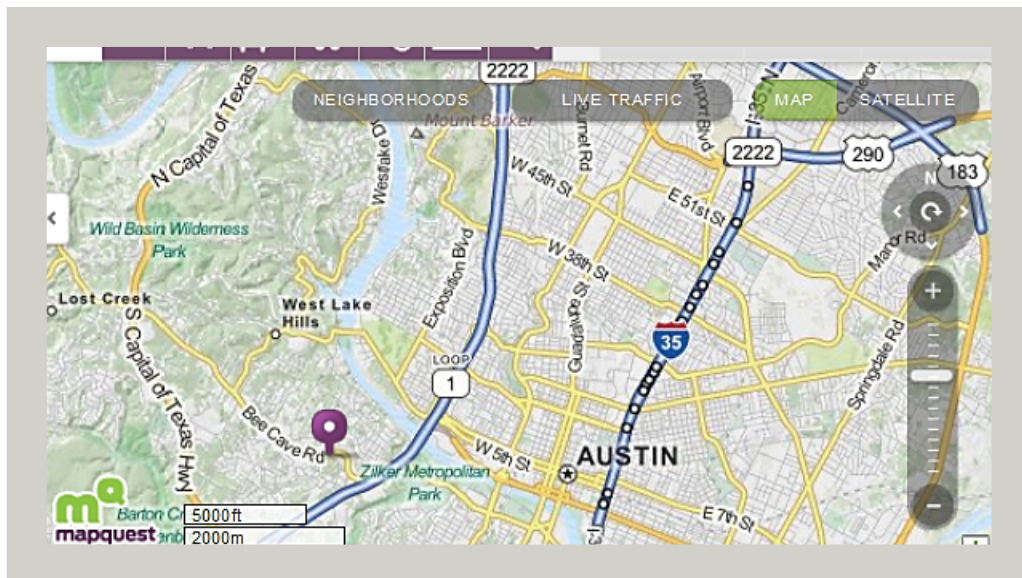 2222
NEIGHBORHOODS
LIVE TRAFFIC
MAP
SATELLITE
N Capital of Texas
Mount Barker
Westlake Dr
Burnet Rd
Airport Blvd
Cameron
2222
290
183
N
W 45th St
E 51st St
Wild Basin Wilderness
Park
Exposition Blvd
W 38th St
Manor Rd
Lost Creek
West Lake
Hills
S Capital of Texas Hwy
Guadalupe St
35
Springdale Rd
LOOP
1
Bee Cave Rd
W 5th St
AUSTIN
Zilker Metropolitan
Park
E 7th St
Barton
5000ft
mapquest
2000m